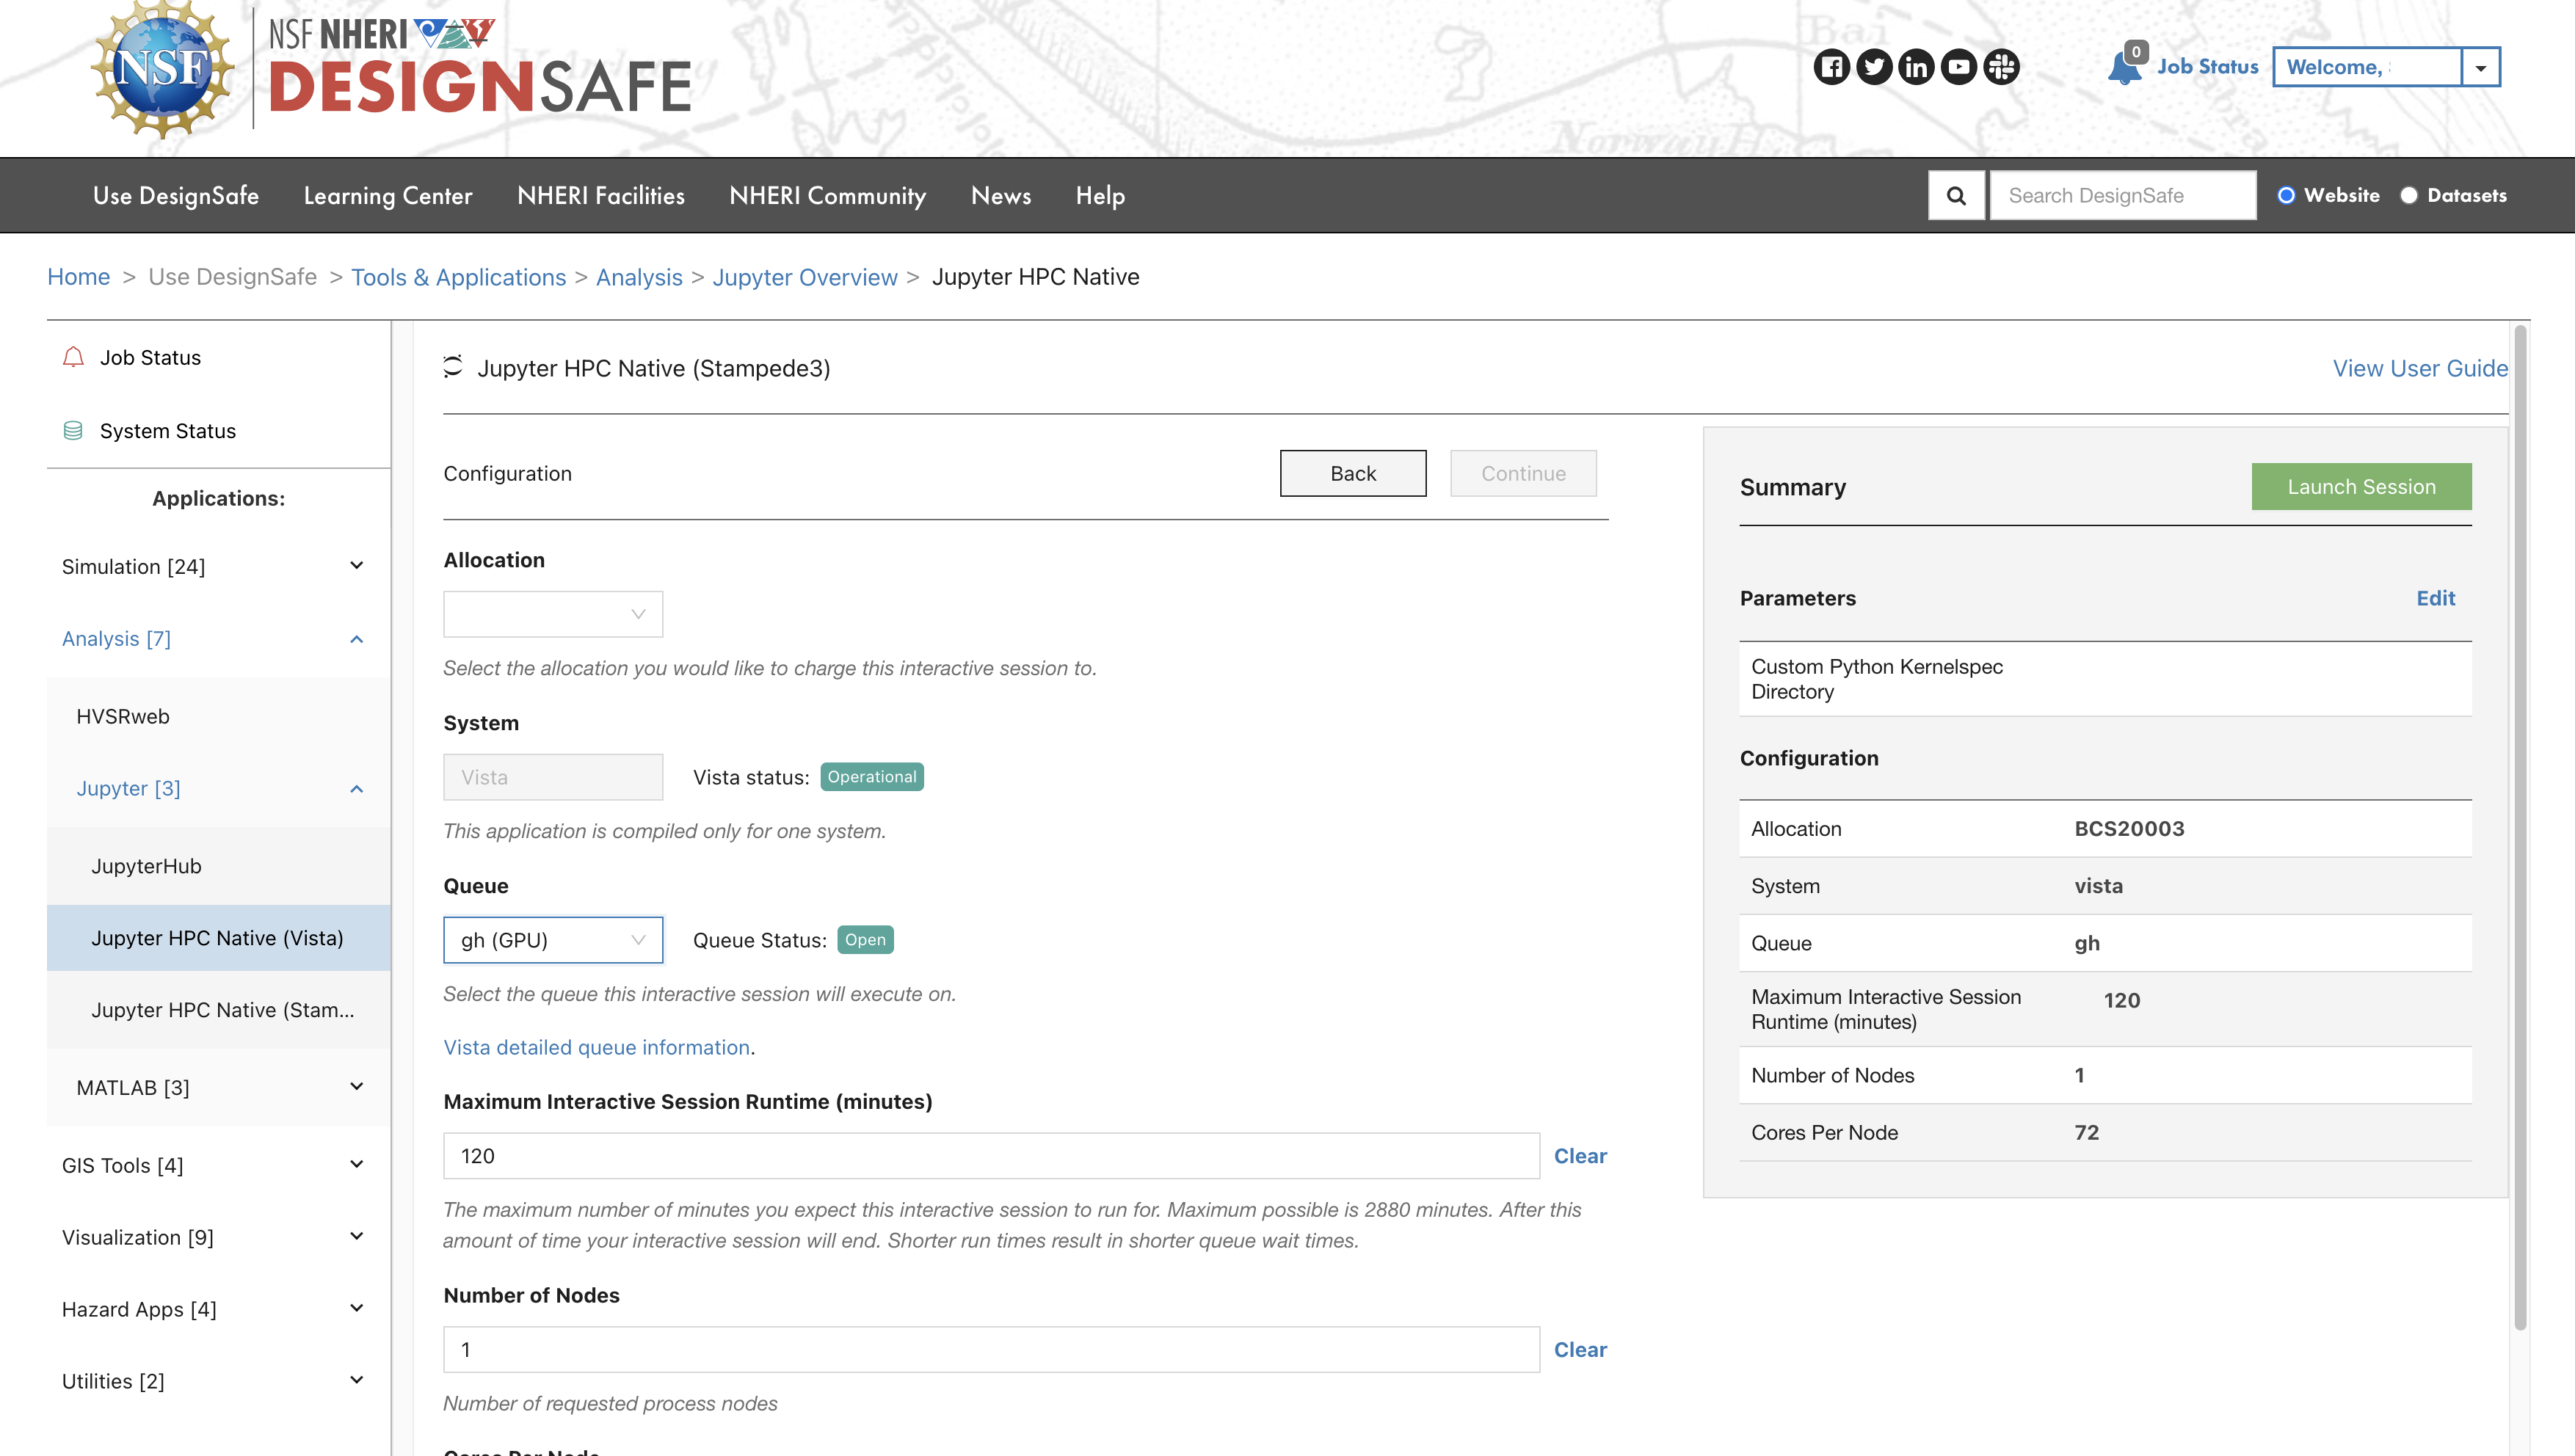 NSF
NSF NHERI
DESIGNSAFE
0
Job Status
Welcome,
Use DesignSafe
Learning Center
NHERI Facilities
NHERI Community
News
Help
Search DesignSafe
Website
Datasets
Home > Use DesignSafe > Tools & Applications > Analysis > Jupyter Overview > Jupyter HPC Native
Job Status
System Status
Applications:
Simulation [24]
Analysis [7]
HVSRweb
Jupyter [3]
JupyterHub
Jupyter HPC Native (Vista)
Jupyter HPC Native (Stam...
MATLAB [3]
GIS Tools [4]
Visualization [9]
Hazard Apps [4]
Utilities [2]
Jupyter HPC Native (Stampede3)
View User Guide
Configuration
Back
Continue
Allocation
Select the allocation you would like to charge this interactive session to.
System
Vista
Vista status: Operational
This application is compiled only for one system.
Queue
gh (GPU)
Queue Status: Open
Select the queue this interactive session will execute on.
Vista detailed queue information.
Maximum Interactive Session Runtime (minutes)
120
Clear
The maximum number of minutes you expect this interactive session to run for. Maximum possible is 2880 minutes. After this
amount of time your interactive session will end. Shorter run times result in shorter queue wait times.
Number of Nodes
1
Clear
Number of requested process nodes
Summary
Launch Session
Parameters
Edit
Custom Python Kernelspec
Directory
Configuration
Allocation BCS20003
System vista
Queue gh
Maximum Interactive Session
Runtime (minutes)
120
Number of Nodes 1
Cores Per Node 72